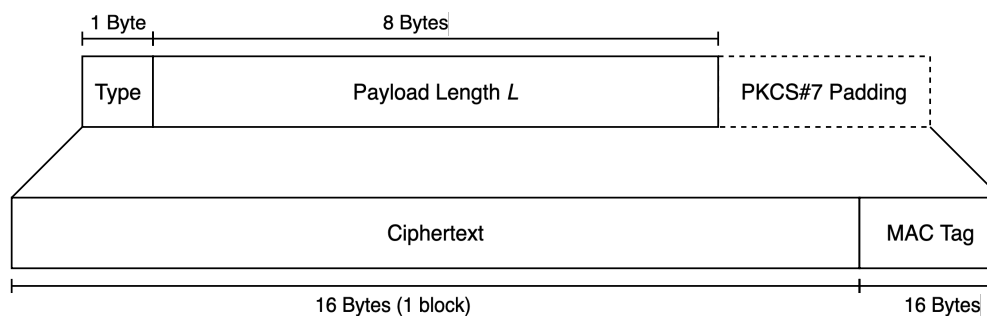 1 Byte
8 Bytes
Type
Payload Length L
PKCS#7 Padding
Ciphertext
MAC Tag
16 Bytes (1 block)
16 Bytes